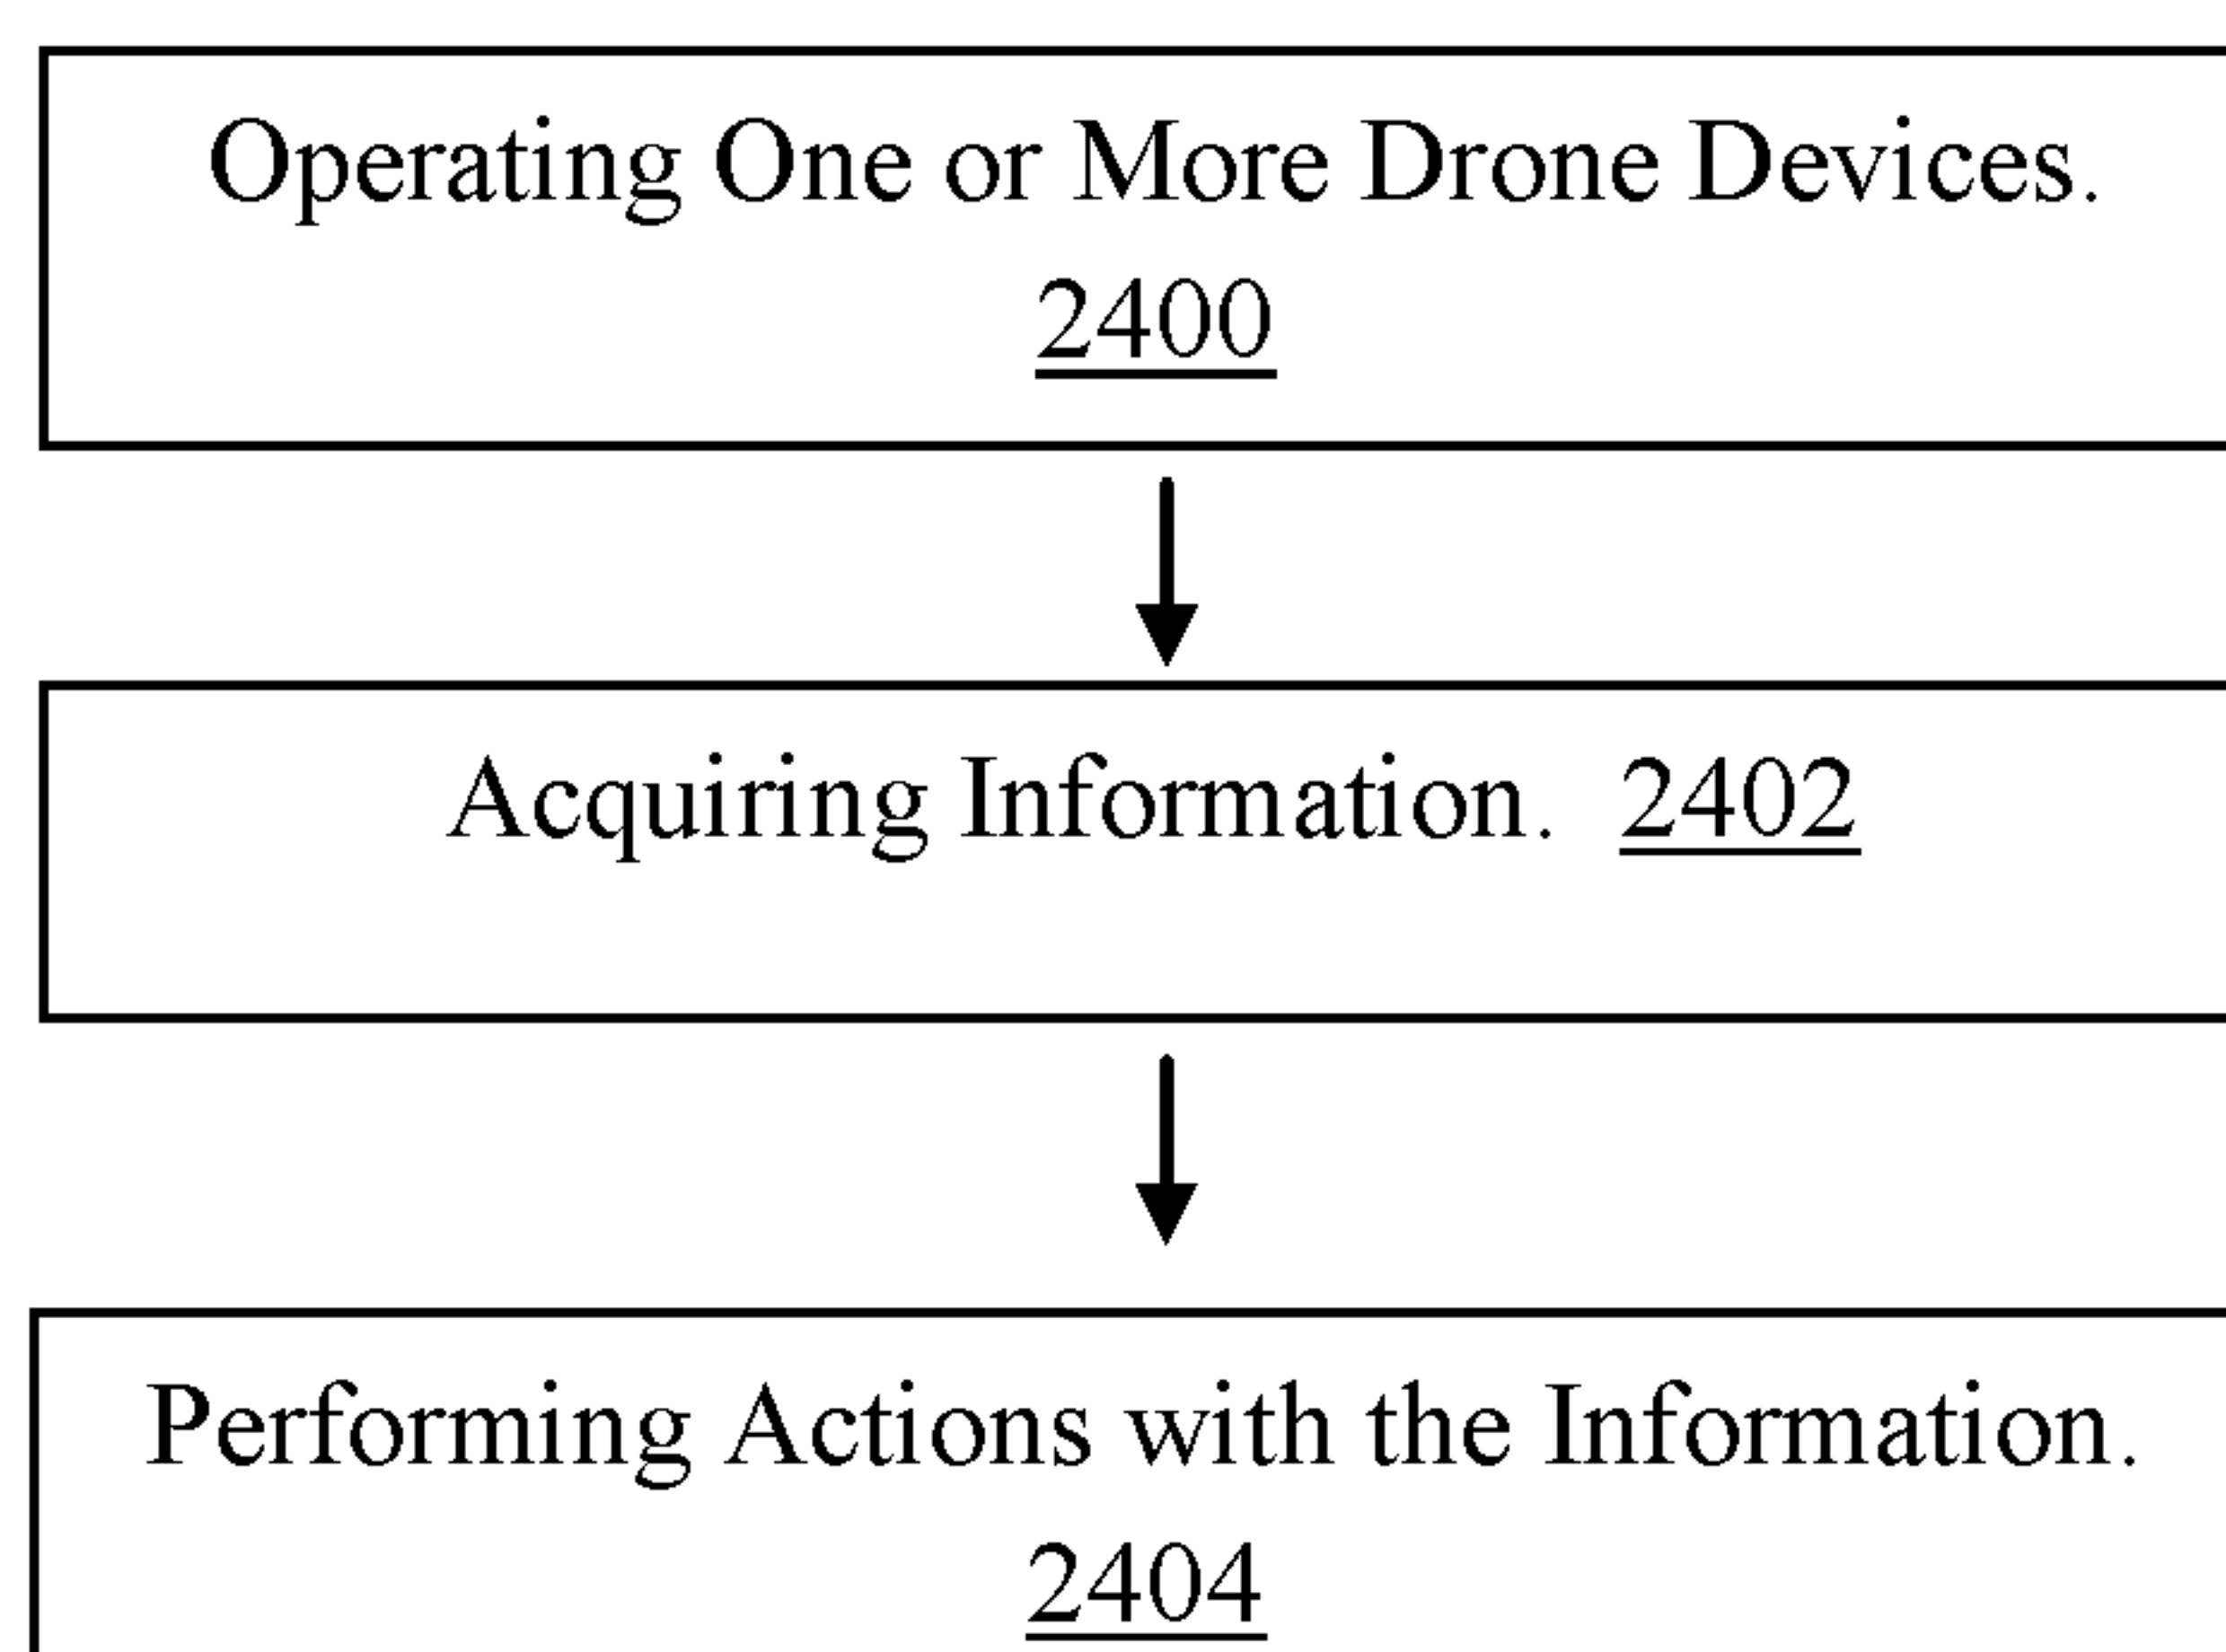 Operating One or More Drone Devices.
2400
Acquiring Information. 2402
Performing Actions with the Information.
2404